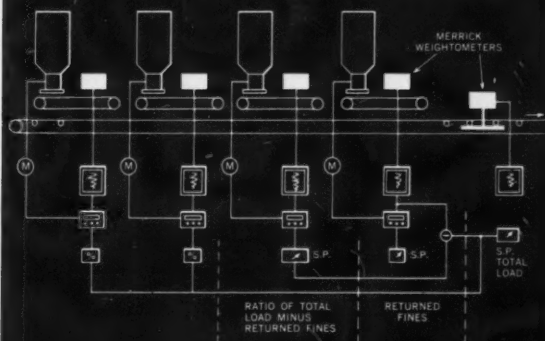 MERRICK
WEIGHTOMETERS
M
M
M
M
%
%
S.P.
S.P.
S.P.
TOTAL
LOAD
RATIO OF TOTAL
LOAD MINUS
RETURNED FINES
RETURNED
FINES